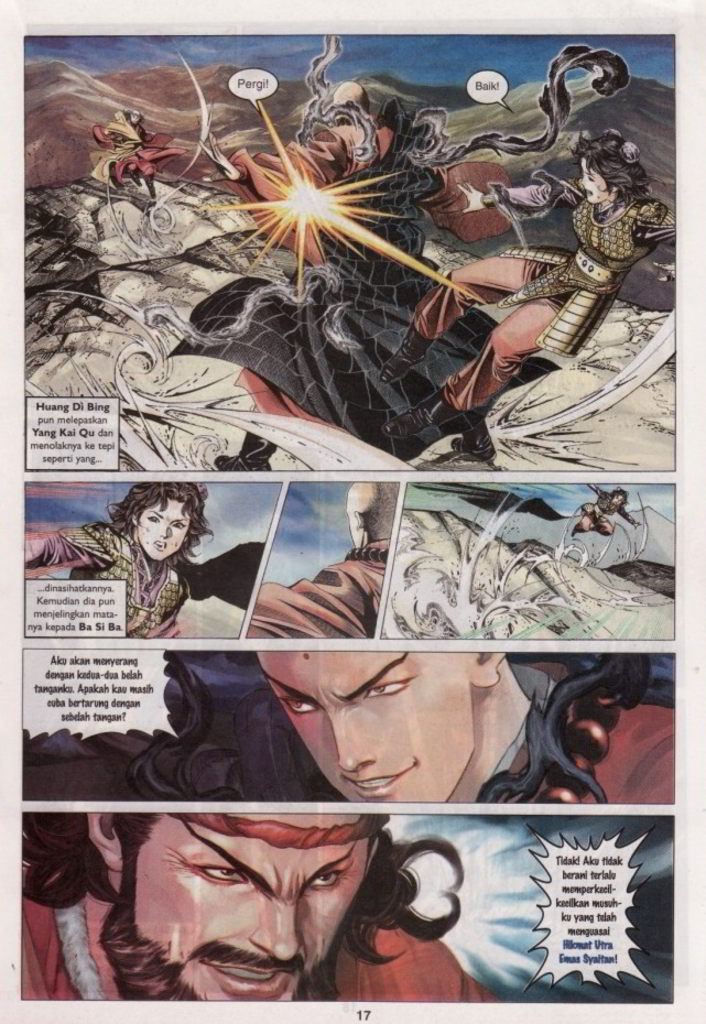 Pergi!
Baik!
Huang Dì Bing
pun melepaskan
Yang Kai Qu dan
menolaknya ke tepi
seperti yang...
...dinasihatkannya.
Kemudian dia pun
menjelingkan mata-
nya kepada Ba Si Ba.
Aku akan menyerang
dengan kedua-dua belah
tanganku. Apakah kau masih
cuba bertarung dengan
sebelah tangan?
Tidak! Aku tidak
berani terlalu
memperkecil-
kecilkan musuh-
ku yang telah
menguasai
Hikmat Utra
Emas Syaitan!
17